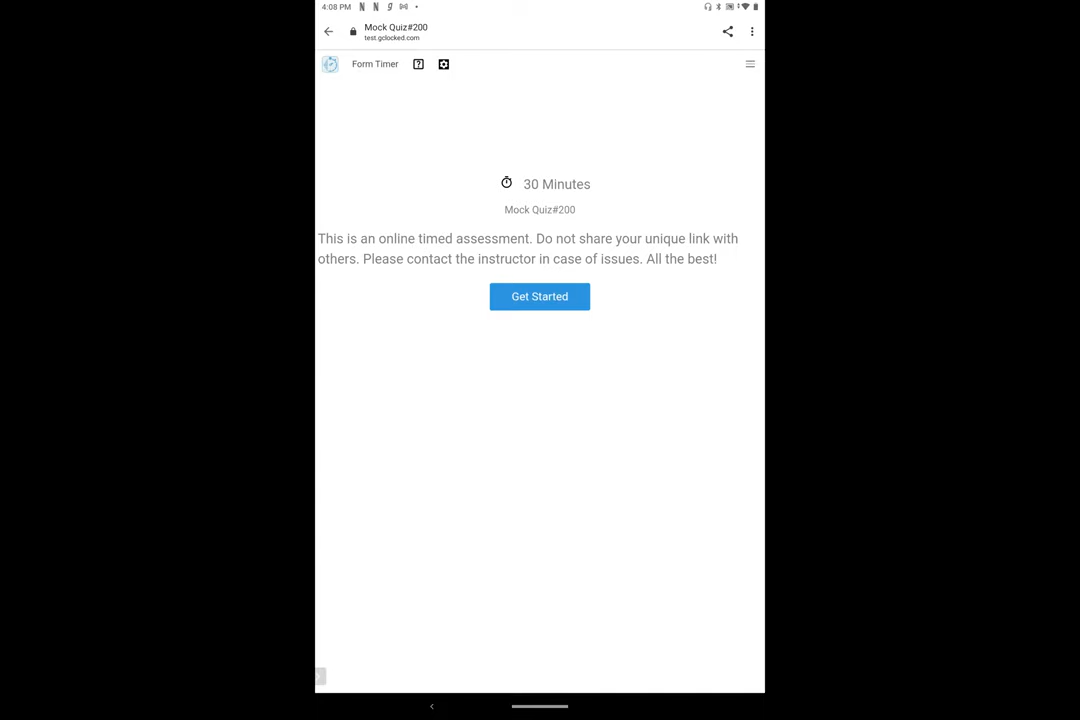 4:08 PM
Mock Quiz#200
test.gclocked.com
Form Timer
30 Minutes
Mock Quiz#200
This is an online timed assessment. Do not share your unique link with
others. Please contact the instructor in case of issues. All the best!
Get Started